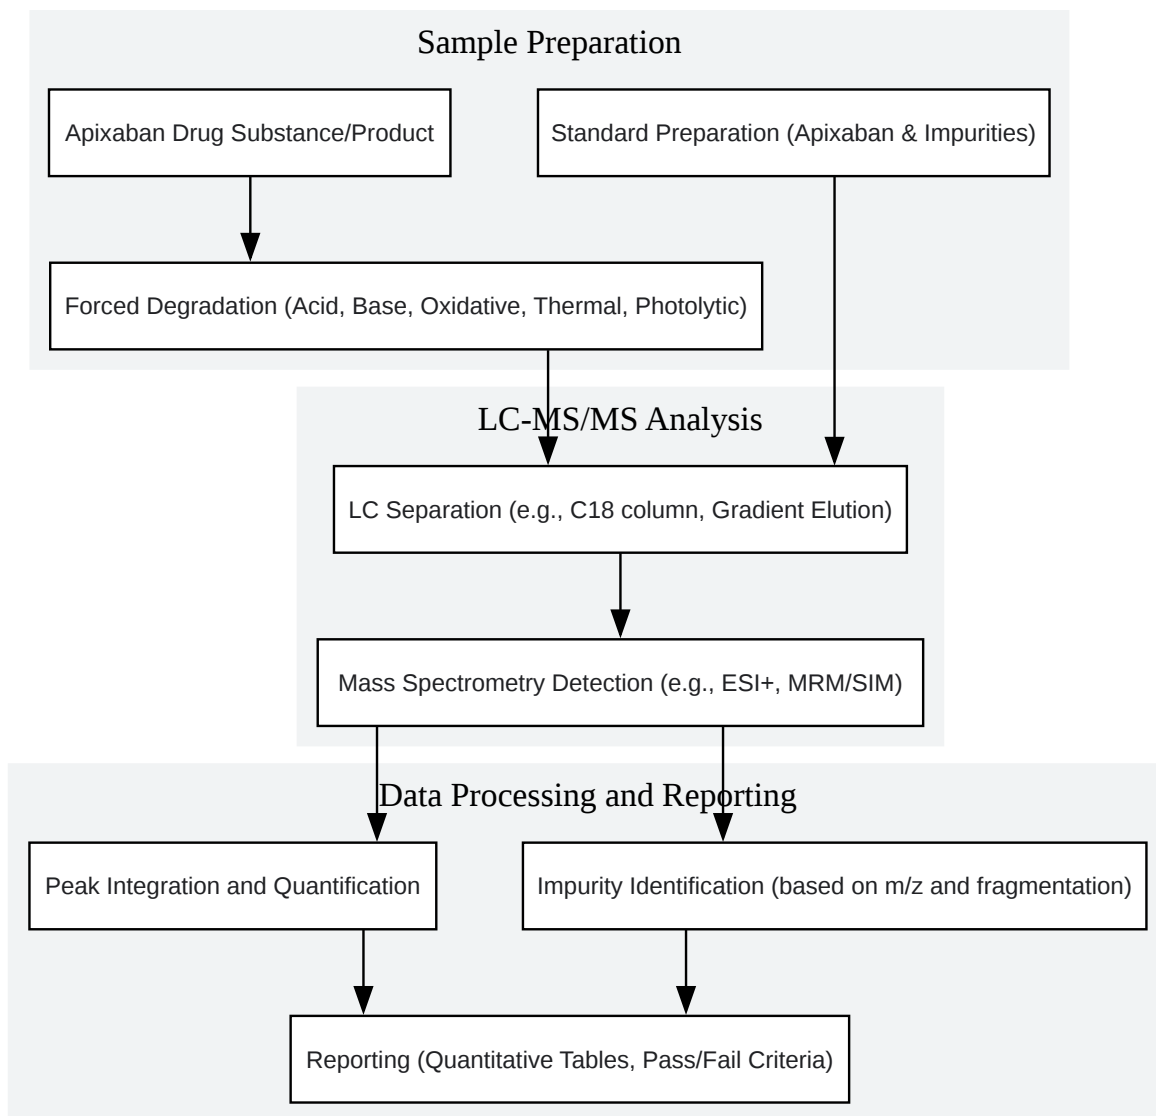 Sample Preparation
Apixaban Drug Substance/Product
Standard Preparation (Apixaban & Impurities)
Forced Degradation (Acid, Base, Oxidative, Thermal, Photolytic)
LC-MS/MS Analysis
LC Separation (e.g., C18 column, Gradient Elution)
Mass Spectrometry Detection (e.g., ESI+, MRM/SIM)
Data Processing and Reporting
Peak Integration and Quantification
Impurity Identification (based on m/z and fragmentation)
Reporting (Quantitative Tables, Pass/Fail Criteria)